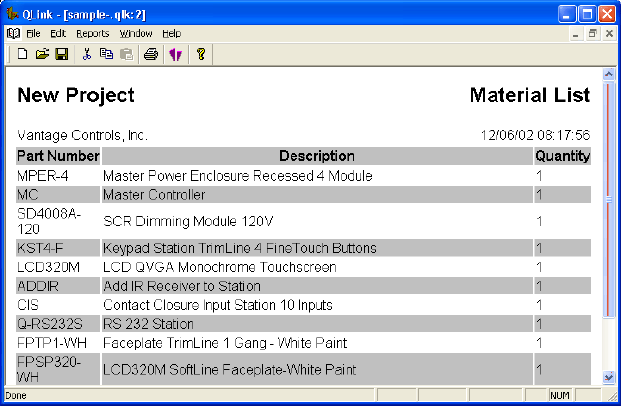 QLink - [sample-.qlk:2]
File Edit Reports Window Help
New Project Material List
Vantage Controls, Inc. 12/06/02 08:17:56
Part Number Description Quantity
MPER-4 Master Power Enclosure Recessed 4 Module 1
MC Master Controller 1
SD4008A-
120 SCR Dimming Module 120V 1
KST4-F Keypad Station TrimLine 4 FineTouch Buttons 1
LCD320M LCD QVGA Monochrome Touchscreen 1
ADDIR Add IR Receiver to Station 1
CIS Contact Closure Input Station 10 Inputs 1
Q-RS232S RS 232 Station 1
FPTP1-WH Faceplate TrimLine 1 Gang - White Paint 1
FPSP320-
WH LCD320M SoftLine Faceplate-White Paint 1
Done NUM